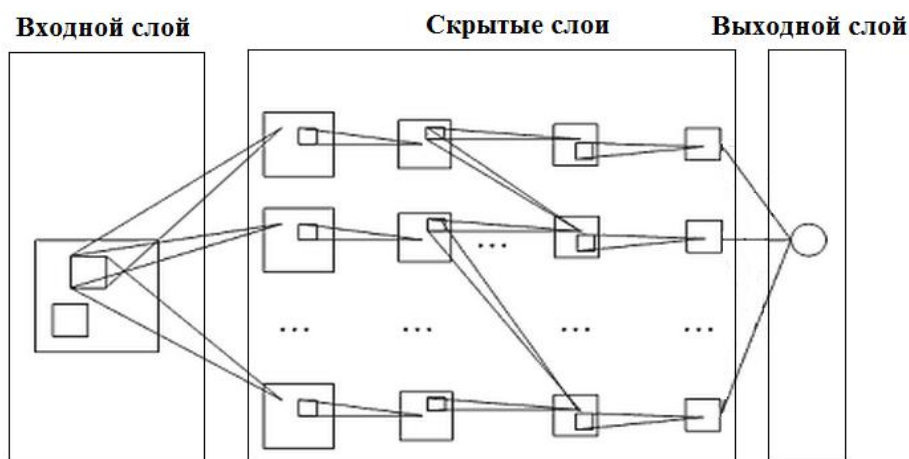 Входной слой
Скрытые слои
Выходной слой
...
... ... ... ...